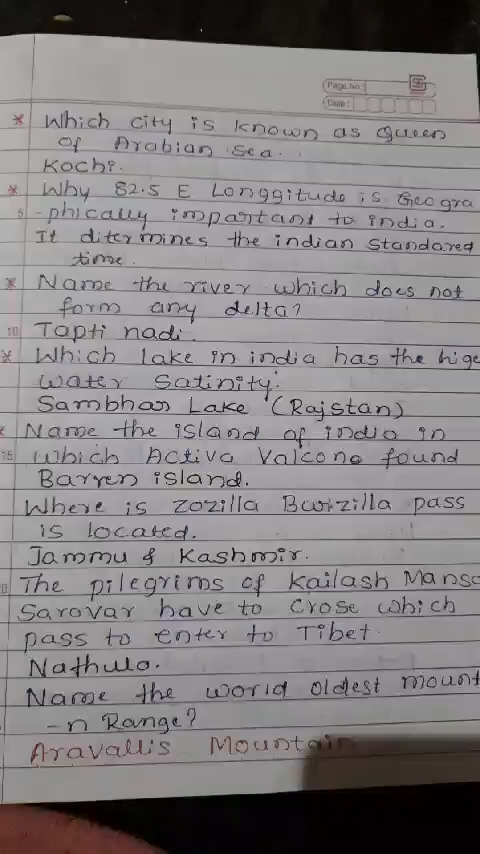 Page No:
Date:
* Which city is known as queen
of Arabian sea.
Kochi.
* Why 82.5 E Longgitude is Geogra
5 -phically impartant to india.
It ditermines the indian Standared
time.
* Name the river which does not
form any delta?
10 Tapti nadi.
* Which lake in india has the hige
water Satinity.
Sambhar Lake (Rajstan)
* Name the island of india in
15 which Activa Valcono found
Barren island.
Where is zozilla Burzilla pass
is located.
Jammu & Kashmir.
The pilegrims of Kailash Manso
Sarovar have to crose which
pass to enter to Tibet.
Nathula.
Name the world oldest mount
-n Range?
Aravallis Mountain